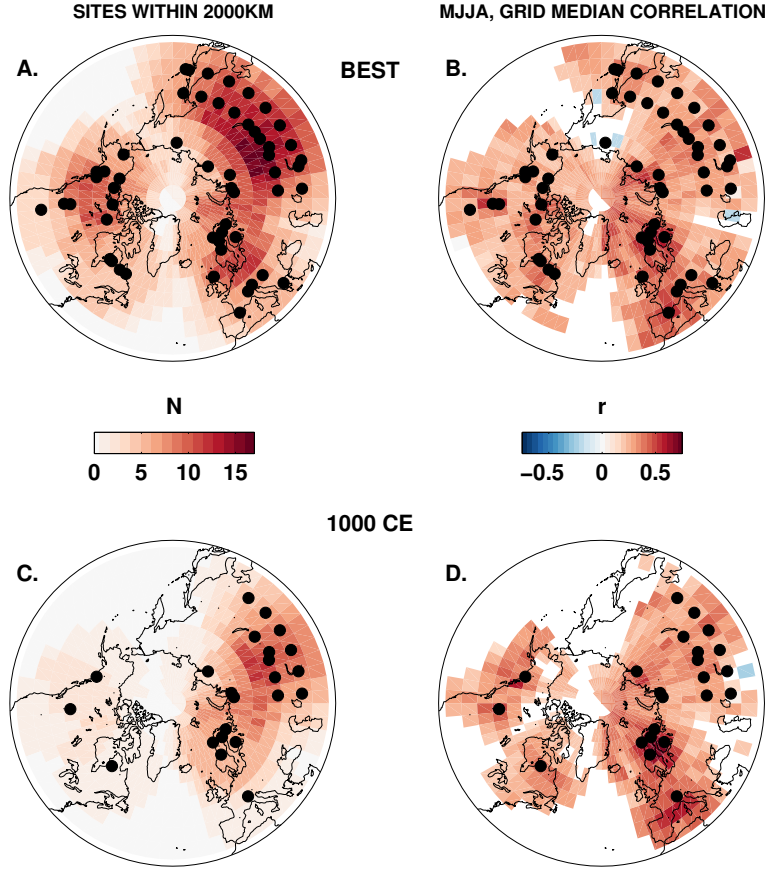 SITES WITHIN 2000KM
MJJA, GRID MEDIAN CORRELATION
A.
BEST
B.
N
r
0 5 10 15
−0.5 0 0.5
1000 CE
C.
D.